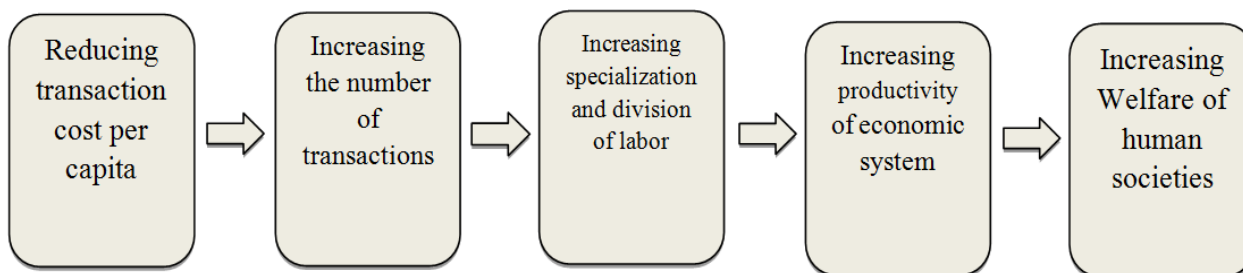 Reducing
transaction
cost per
capita
Increasing
the number
of
transactions
Increasing
specialization
and division
of labor
Increasing
productivity
of economic
system
Increasing
Welfare of
human
societies